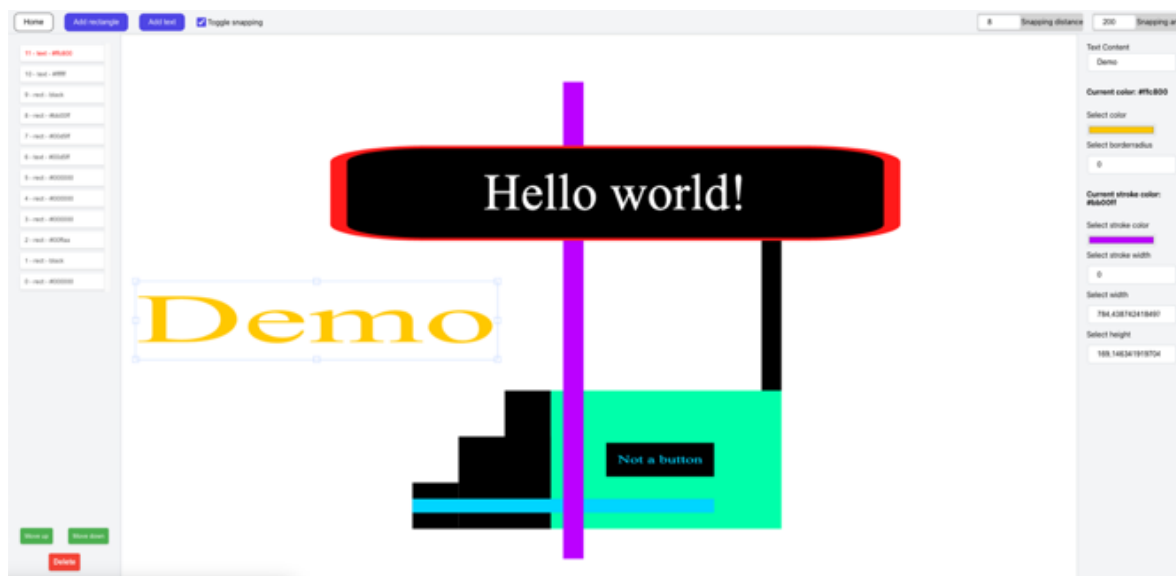 Home
Add rectangle
Add text
Toggle snapping
8
Snapping distance
200
Snapping
11 - text - #ffc800
10 - text - #ffffff
9 - rect - black
8 - rect - #bb00ff
7 - rect - #00d5ff
6 - text - #00d5ff
5 - rect - #000000
4 - rect - #000000
3 - rect - #000000
2 - rect - #00ffaa
1 - rect - black
0 - rect - #000000
Move up
Move down
Delete
Hello world!
Demo
Not a button
Text Content
Demo
Current color: #ffc800
Select color
Select borderradius
0
Current stroke color:
#bb00ff
Select stroke color
Select stroke width
0
Select width
Select height